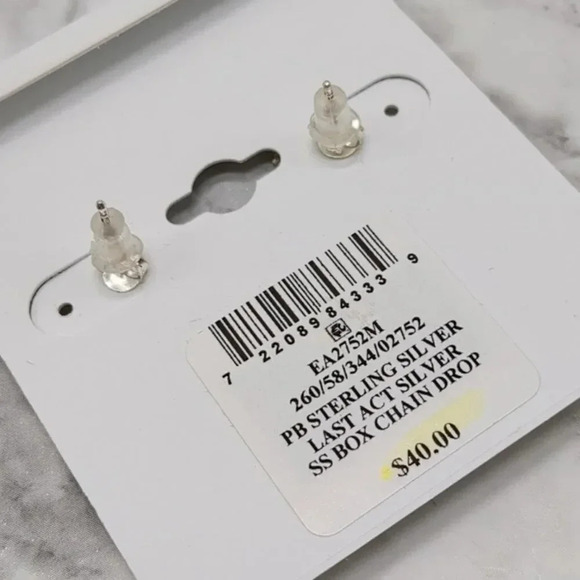 7 22089 84333 9
EA2752M
260/58/344/02752
PB STERLING SILVER
LAST ACT SILVER
SS BOX CHAIN DROP
$40.00